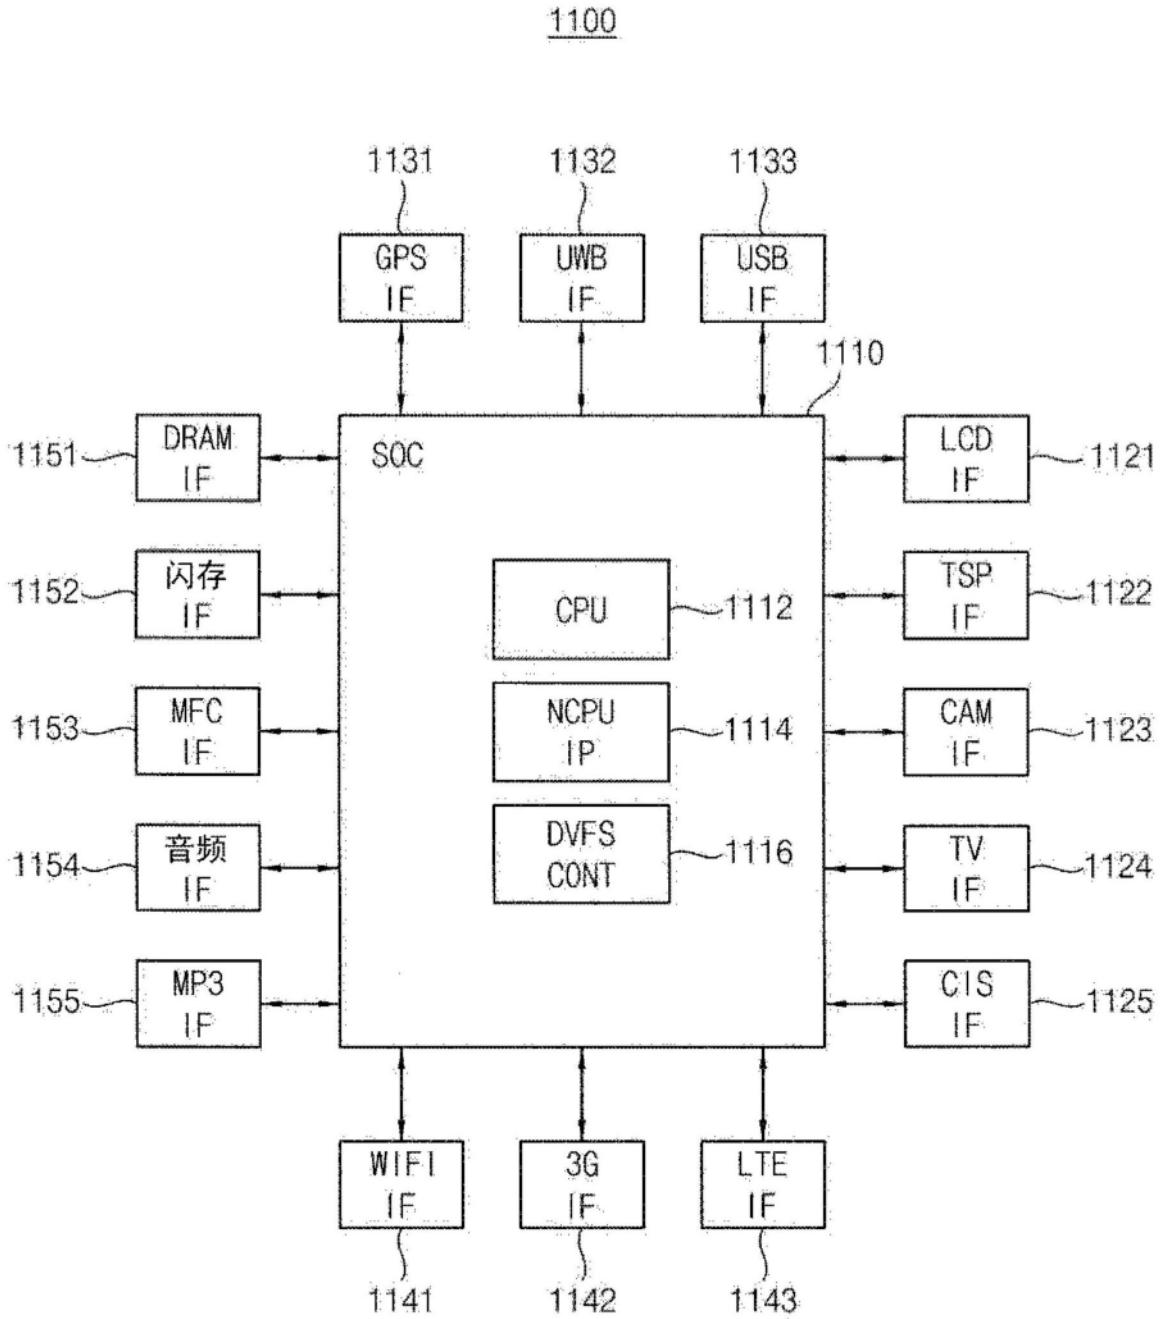 1100
1131
1132
1133
GPS
IF
UWB
IF
USB
IF
1110
1151
DRAM
IF
SOC
LCD
IF
1121
1152
闪存
IF
CPU
1112
TSP
IF
1122
1153
MFC
IF
NCPU
IP
1114
CAM
IF
1123
1154
音频
IF
DVFS
CONT
1116
TV
IF
1124
1155
MP3
IF
CIS
IF
1125
WIFI
IF
3G
IF
LTE
IF
1141
1142
1143